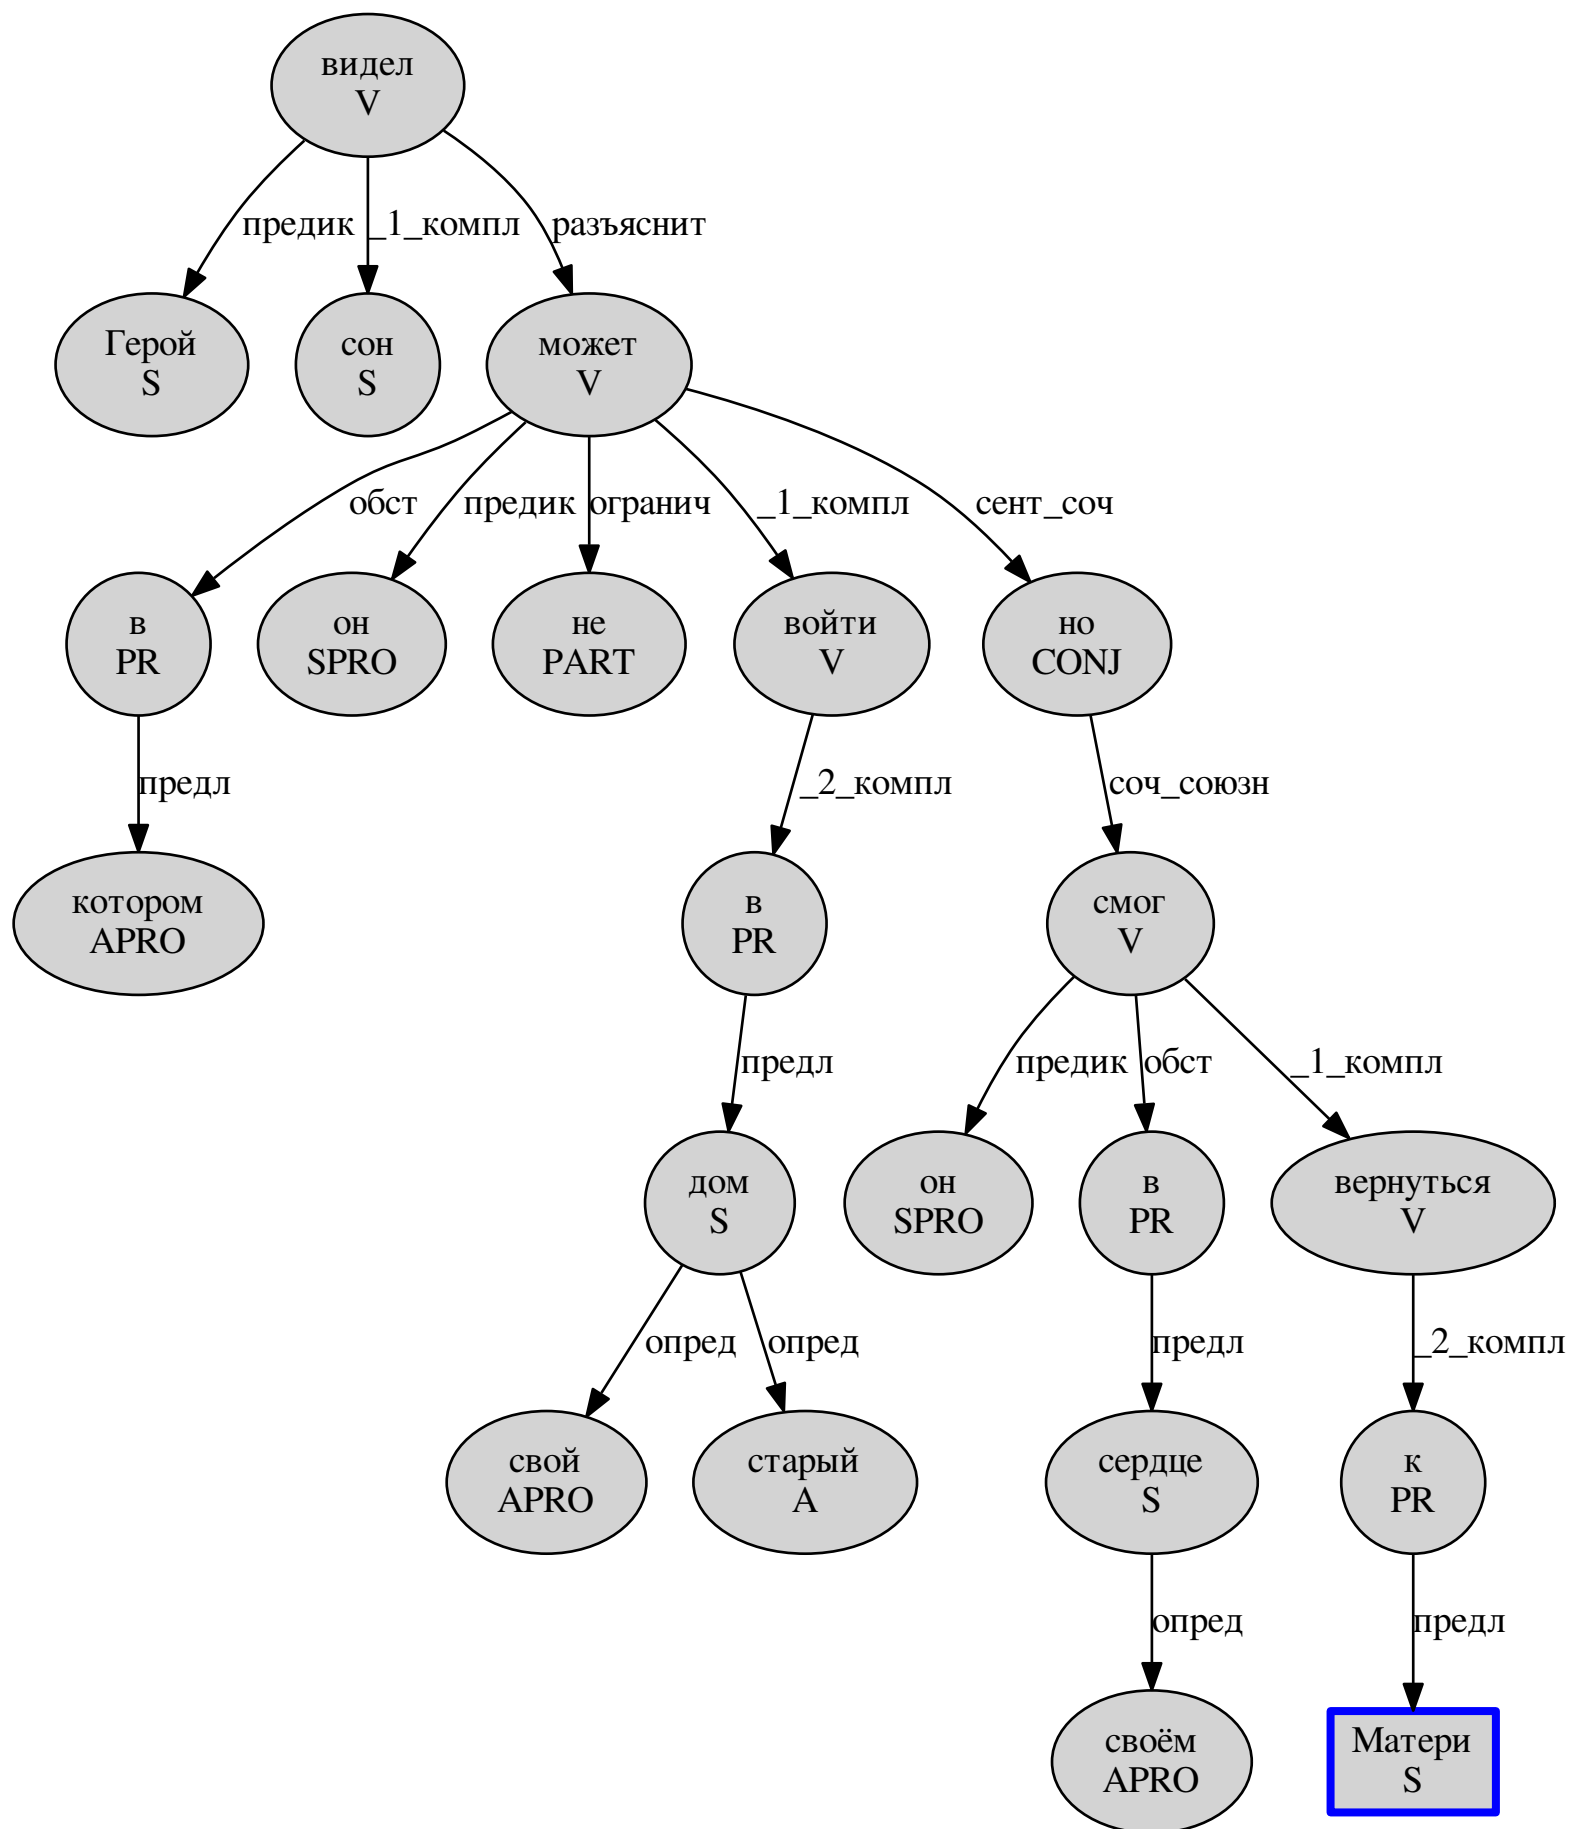 видел
V
предик
_1_компл
разъяснит
Герой
S
сон
S
может
V
обст
предик
огранич
_1_компл
сент_соч
в
PR
он
SPRO
не
PART
войти
V
но
CONJ
предл
_2_компл
соч_союзн
котором
APRO
в
PR
смог
V
предл
предик
обст
_1_компл
дом
S
он
SPRO
в
PR
вернуться
V
опред
опред
предл
_2_компл
свой
APRO
старый
A
сердце
S
к
PR
опред
предл
своём
APRO
Матери
S